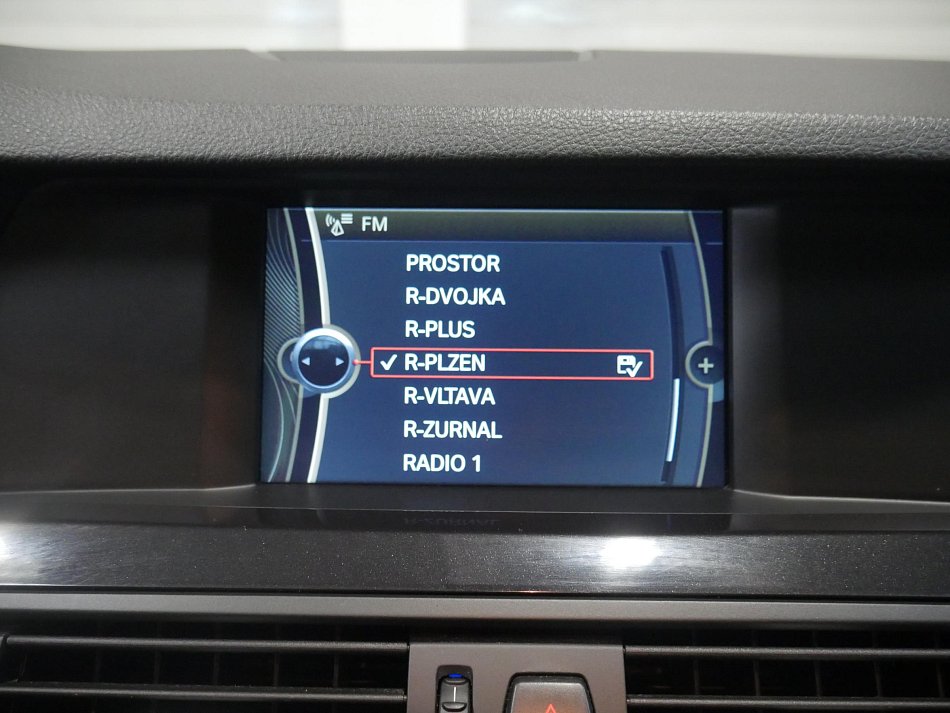 FM
PROSTOR
R-DVOJKA
R-PLUS
R-PLZEN
R-VLTAVA
R-ZURNAL
RADIO 1